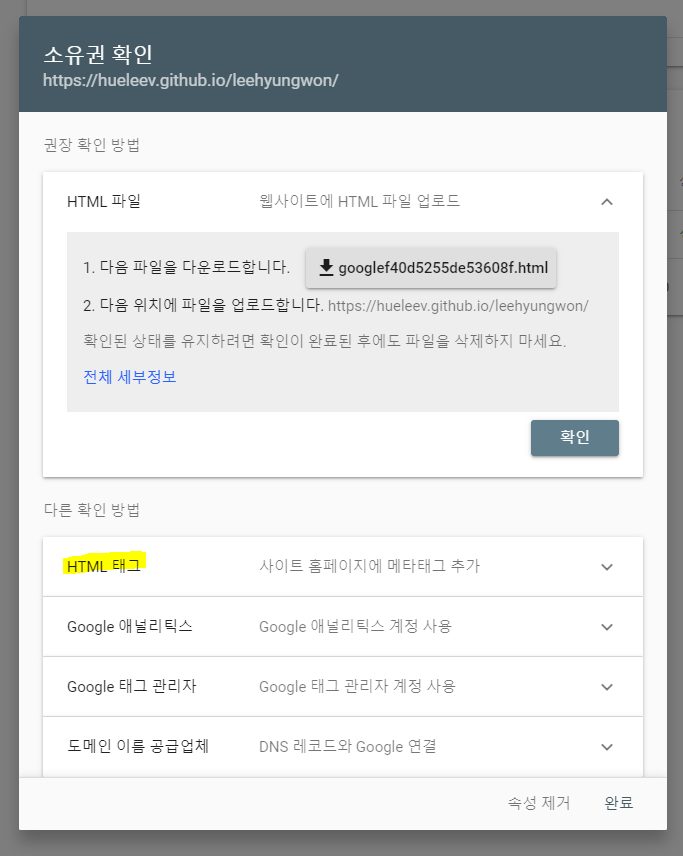 소유권 확인
https://hueleev.github.io/leehyungwon/
권장 확인 방법
HTML 파일 웹사이트에 HTML 파일 업로드
1. 다음 파일을 다운로드합니다. googlef40d5255de53608f.html
2. 다음 위치에 파일을 업로드합니다. https://hueleev.github.io/leehyungwon/
확인된 상태를 유지하려면 확인이 완료된 후에도 파일을 삭제하지 마세요.
전체 세부정보
확인
다른 확인 방법
HTML 태그 사이트 홈페이지에 메타태그 추가
Google 애널리틱스 Google 애널리틱스 계정 사용
Google 태그 관리자 Google 태그 관리자 계정 사용
도메인 이름 공급업체 DNS 레코드와 Google 연결
속성 제거 완료